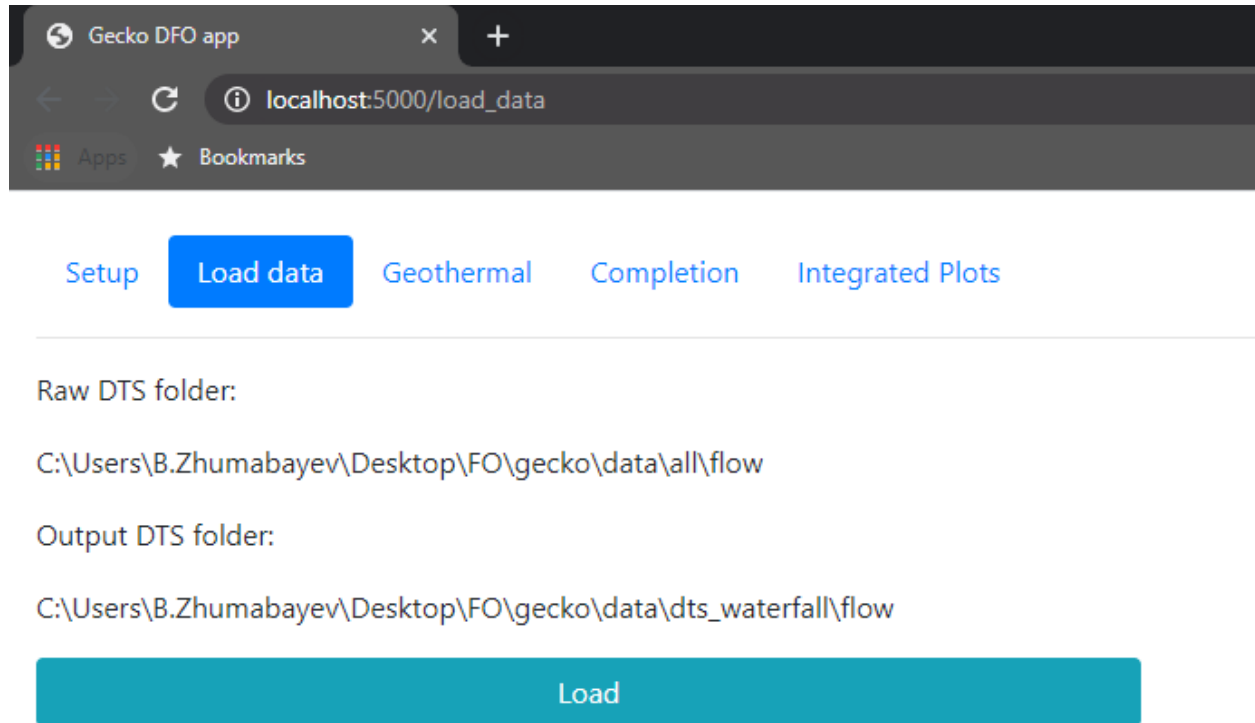 Gecko DFO app
localhost:5000/load_data
Apps Bookmarks
Setup Load data Geothermal Completion Integrated Plots
Raw DTS folder:
C:\Users\B.Zhumabayev\Desktop\FO\gecko\data\all\flow
Output DTS folder:
C:\Users\B.Zhumabayev\Desktop\FO\gecko\data\dts_waterfall\flow
Load